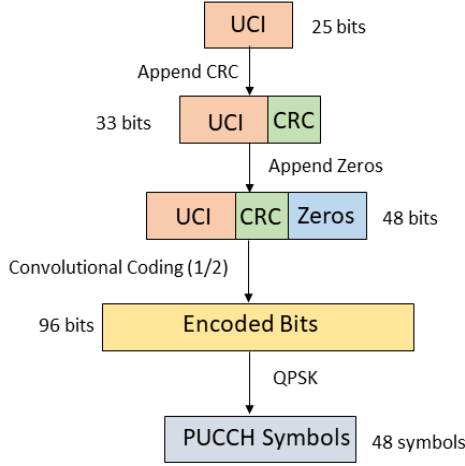 UCI 25 bits
Append CRC
33 bits UCI CRC
Append Zeros
UCI CRC Zeros 48 bits
Convolutional Coding (1/2)
96 bits Encoded Bits
QPSK
PUCCH Symbols 48 symbols